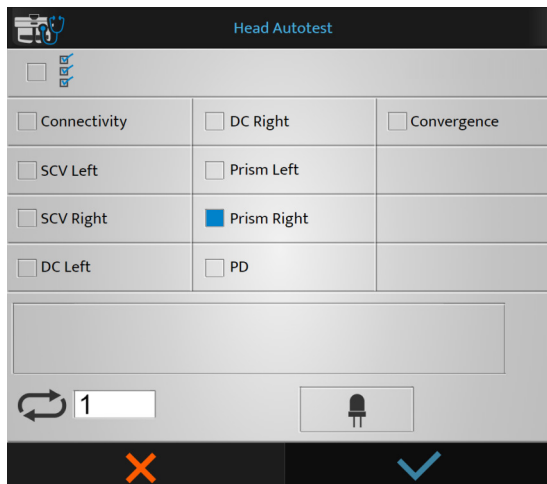 Head Autotest
Connectivity
DC Right
Convergence
SCV Left
Prism Left
SCV Right
Prism Right
DC Left
PD
1